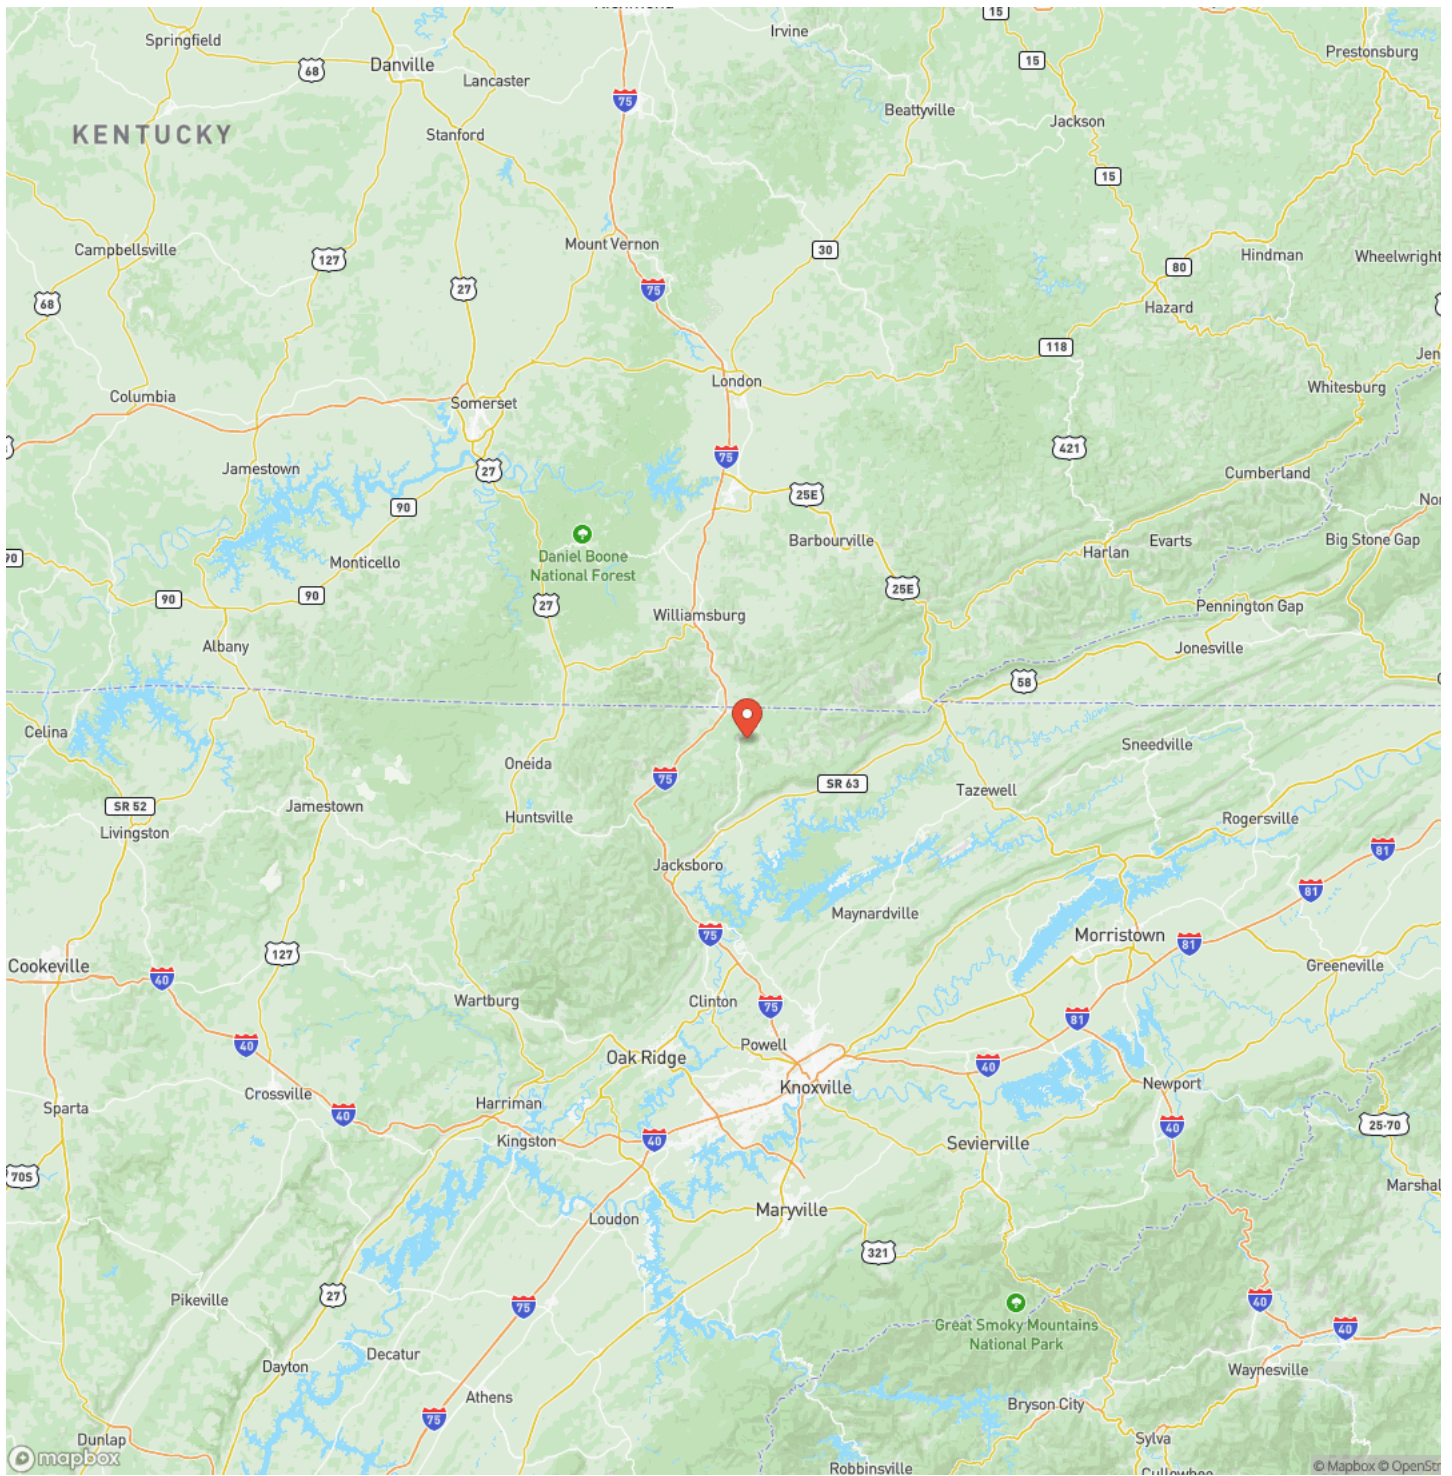 Springfield
68
Danville
Lancaster
75
Irvine
15
15
Prestonsburg
Beattyville
Jackson
KENTUCKY
Stanford
15
Campbellsville
127
Mount Vernon
30
80
Hindman
Wheelwright
68
27
75
Hazard
118
Jen
Whitesburg
Columbia
Somerset
London
421
Jamestown
27
75
Cumberland
90
25E
No
90
Monticello
Daniel Boone
National Forest
Barbourville
Harlan
Evarts
Big Stone Gap
90
90
27
25E
Williamsburg
Pennington Gap
Albany
Jonesville
58
Celina
Sneedville
Oneida
75
SR 63
Tazewell
SR 52
Jamestown
Huntsville
Rogersville
Livingston
81
Jacksboro
81
Maynardville
75
Morristown
81
127
Cookeville
40
Greeneville
Wartburg
Clinton
75
81
40
Oak Ridge
Powell
40
Knoxville
Newport
Crossville
Sparta
Harriman
40
40
25-70
Kingston
40
Sevierville
70S
Marshal
Maryville
Loudon
321
27
Pikeville
75
Great Smoky Mountains
National Park
40
40
Dayton
Decatur
Waynesville
Athens
Bryson City
75
Dunlap
Sylva
mapbox
Robbinsville
Cullowhee
© Mapbox © OpenStr